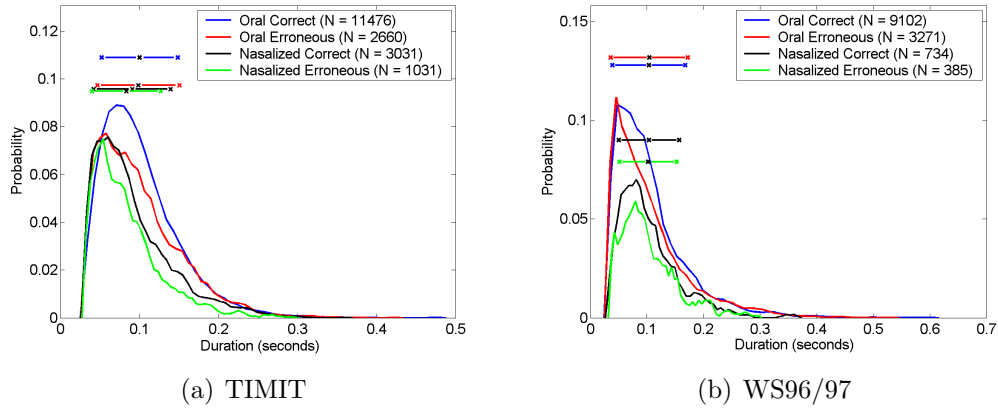 0.12
0.1
0.08
0.06
0.04
0.02
0
Probability
0
0.1
0.2
0.3
0.4
0.5
Duration (seconds)
Oral Correct (N = 11476)
Oral Erroneous (N = 2660)
Nasalized Correct (N = 3031)
Nasalized Erroneous (N = 1031)
(a) TIMIT
0.15
0.1
0.05
0
Probability
0
0.1
0.2
0.3
0.4
0.5
0.6
0.7
Duration (seconds)
Oral Correct (N = 9102)
Oral Erroneous (N = 3271)
Nasalized Correct (N = 734)
Nasalized Erroneous (N = 385)
(b) WS96/97